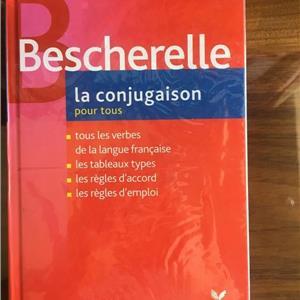 B
Bescherelle
la conjugaison
pour tous
tous les verbes
de la langue française
les tableaux types
les règles d'accord
les règles d'emploi